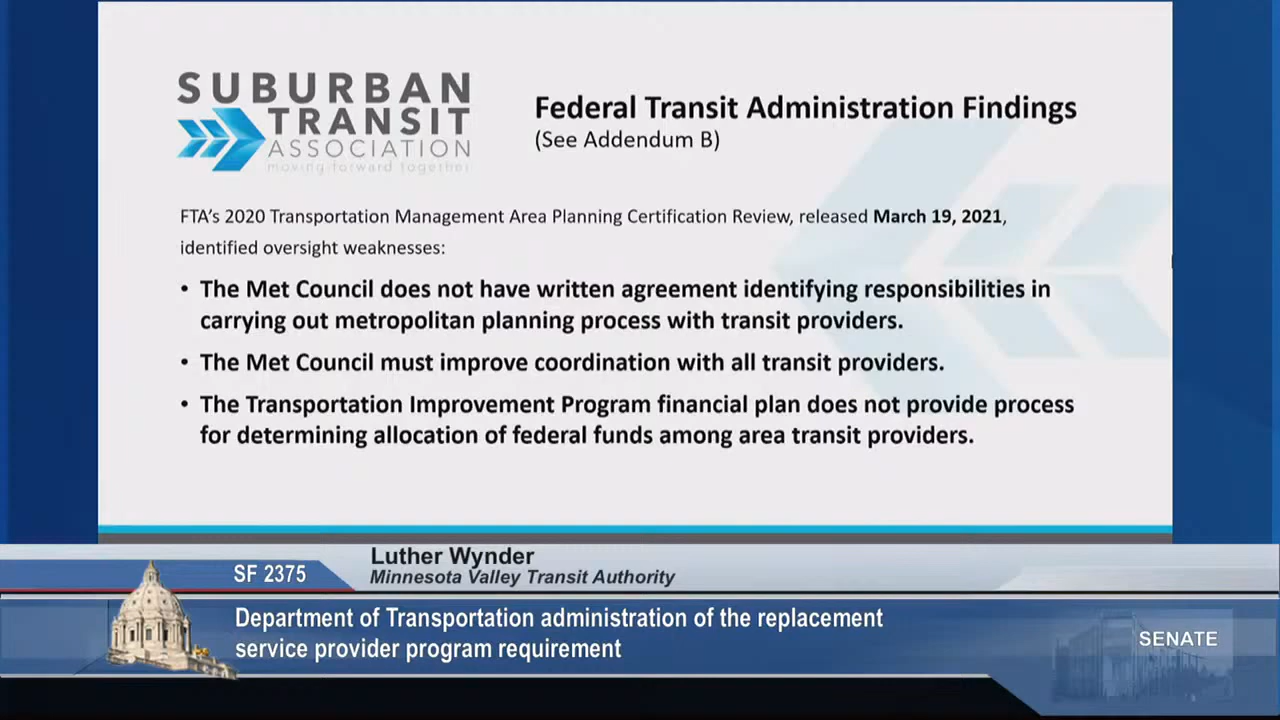 SUBURBAN
TRANSIT
ASSOCIATION
moving forward together
Federal Transit Administration Findings
(See Addendum B)
FTA's 2020 Transportation Management Area Planning Certification Review, released March 19, 2021,
identified oversight weaknesses:
• The Met Council does not have written agreement identifying responsibilities in
carrying out metropolitan planning process with transit providers.
• The Met Council must improve coordination with all transit providers.
• The Transportation Improvement Program financial plan does not provide process
for determining allocation of federal funds among area transit providers.
Luther Wynder
Minnesota Valley Transit Authority
SF 2375
Department of Transportation administration of the replacement
service provider program requirement
SENATE